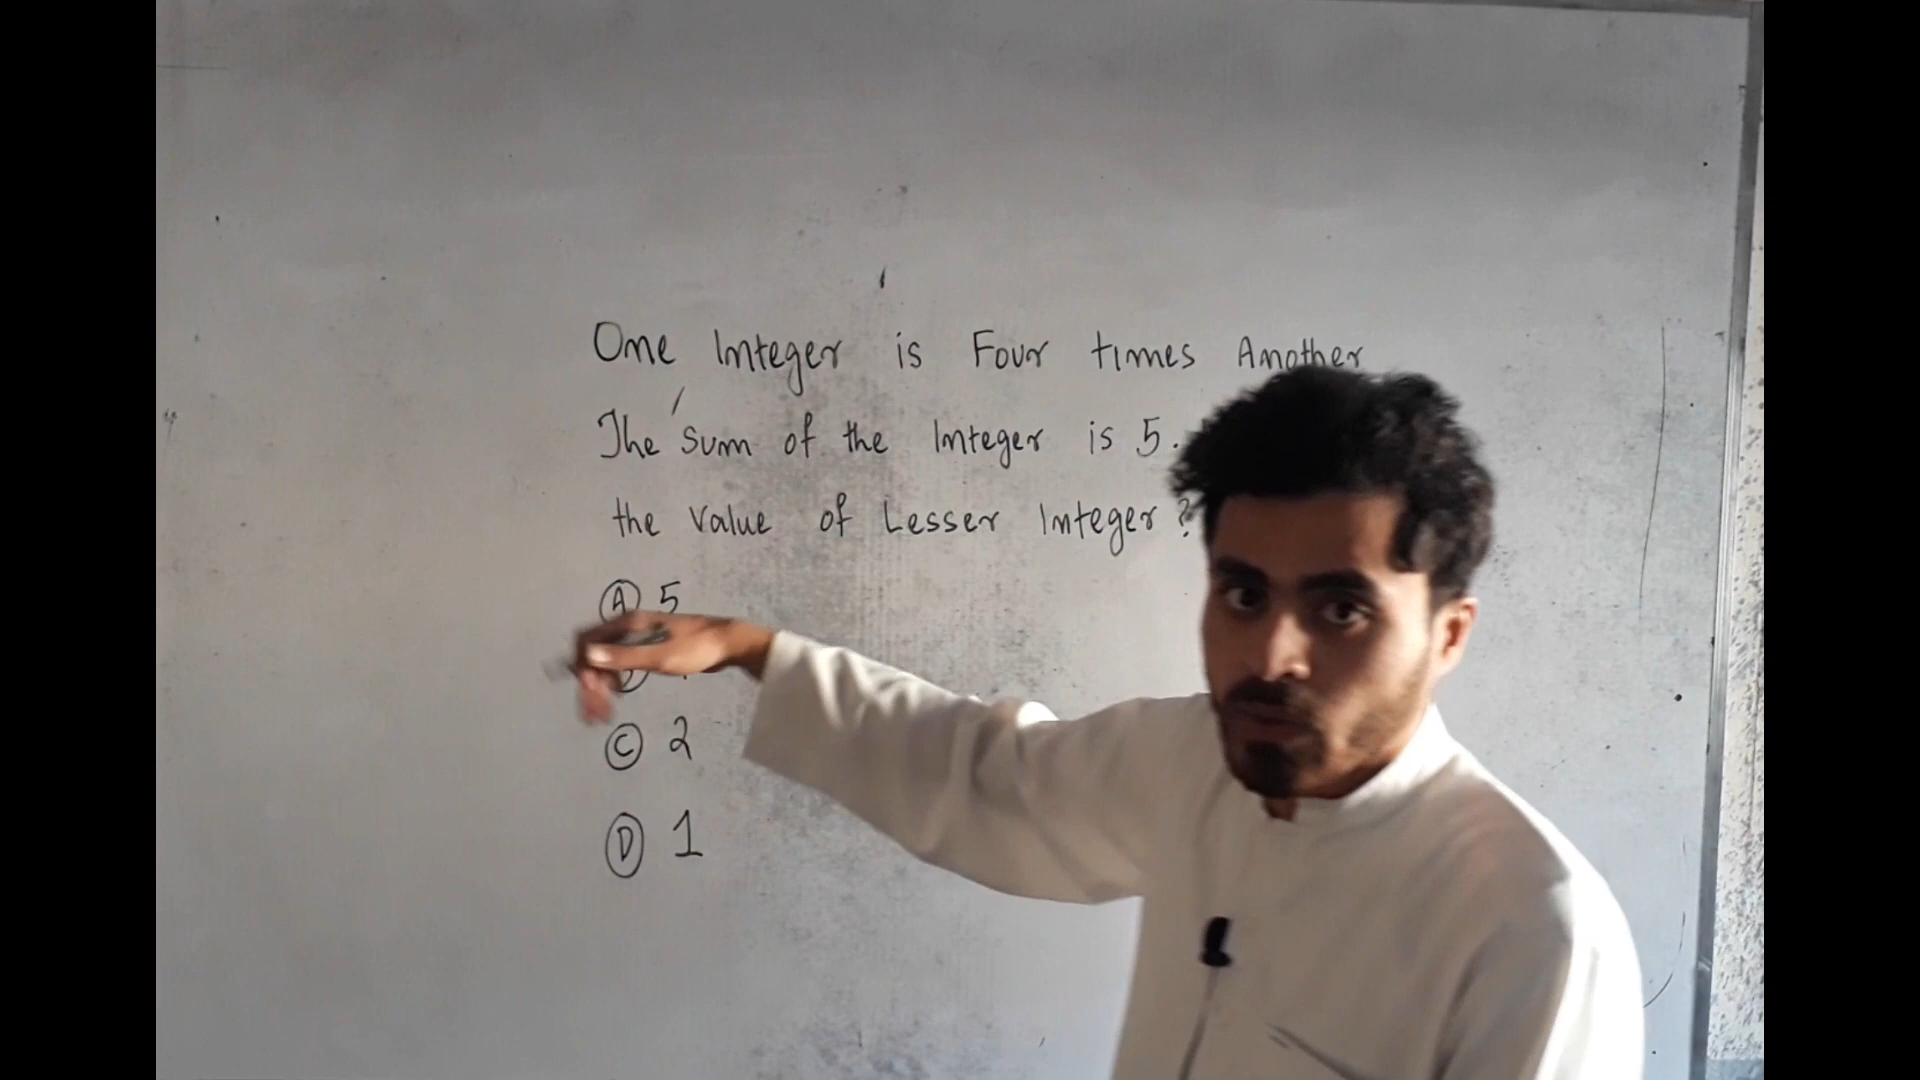 One Integer is Four times Another
The sum of the Integer is 5.
the value of Lesser Integer ?
Ⓐ 5
Ⓒ 2
Ⓓ 1